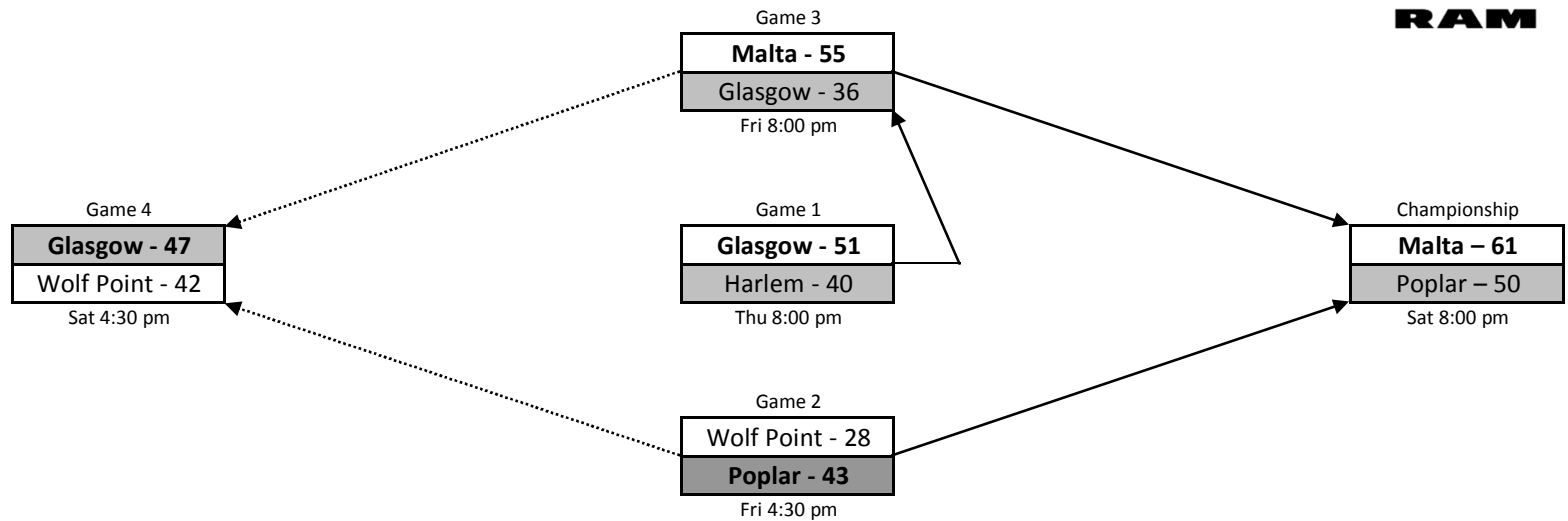 RAM
Game 3
Malta - 55
Glasgow - 36
Fri 8:00 pm
Game 4
Glasgow - 47
Wolf Point - 42
Sat 4:30 pm
Game 1
Glasgow - 51
Harlem - 40
Thu 8:00 pm
Championship
Malta – 61
Poplar – 50
Sat 8:00 pm
Game 2
Wolf Point - 28
Poplar - 43
Fri 4:30 pm